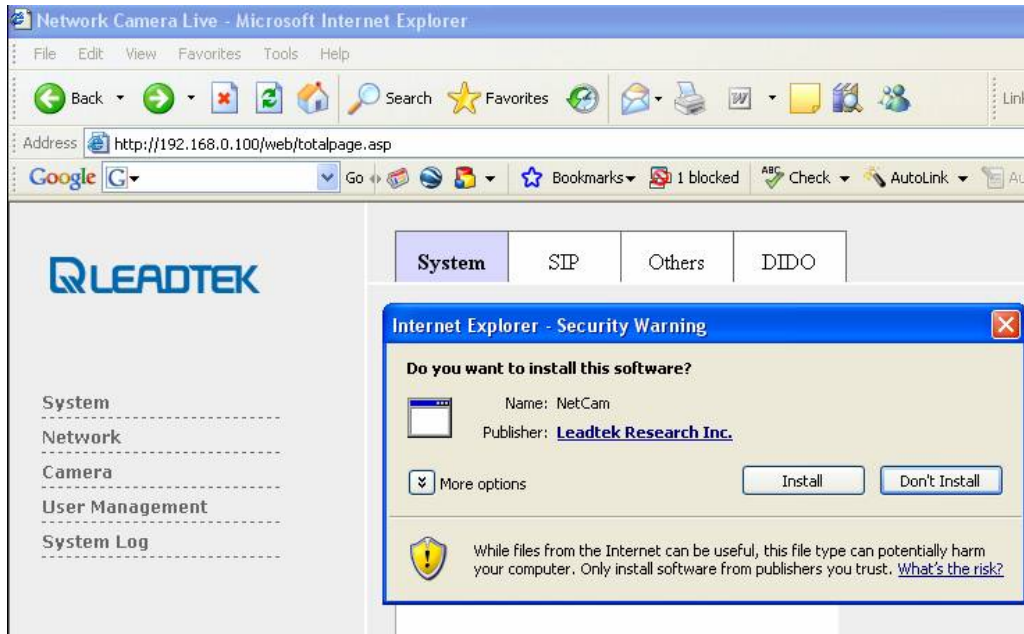 Network Camera Live - Microsoft Internet Explorer
File Edit View Favorites Tools Help
Back Search Favorites W
Address http://192.168.0.100/web/totalpage.asp
Google G Go Bookmarks 1 blocked ABC Check AutoLink
LEADTEK
System SIP Others DIDO
Internet Explorer - Security Warning
Do you want to install this software?
Name: NetCam
Publisher: Leadtek Research Inc.
More options Install Don't Install
While files from the Internet can be useful, this file type can potentially harm
your computer. Only install software from publishers you trust. What's the risk?
System
Network
Camera
User Management
System Log